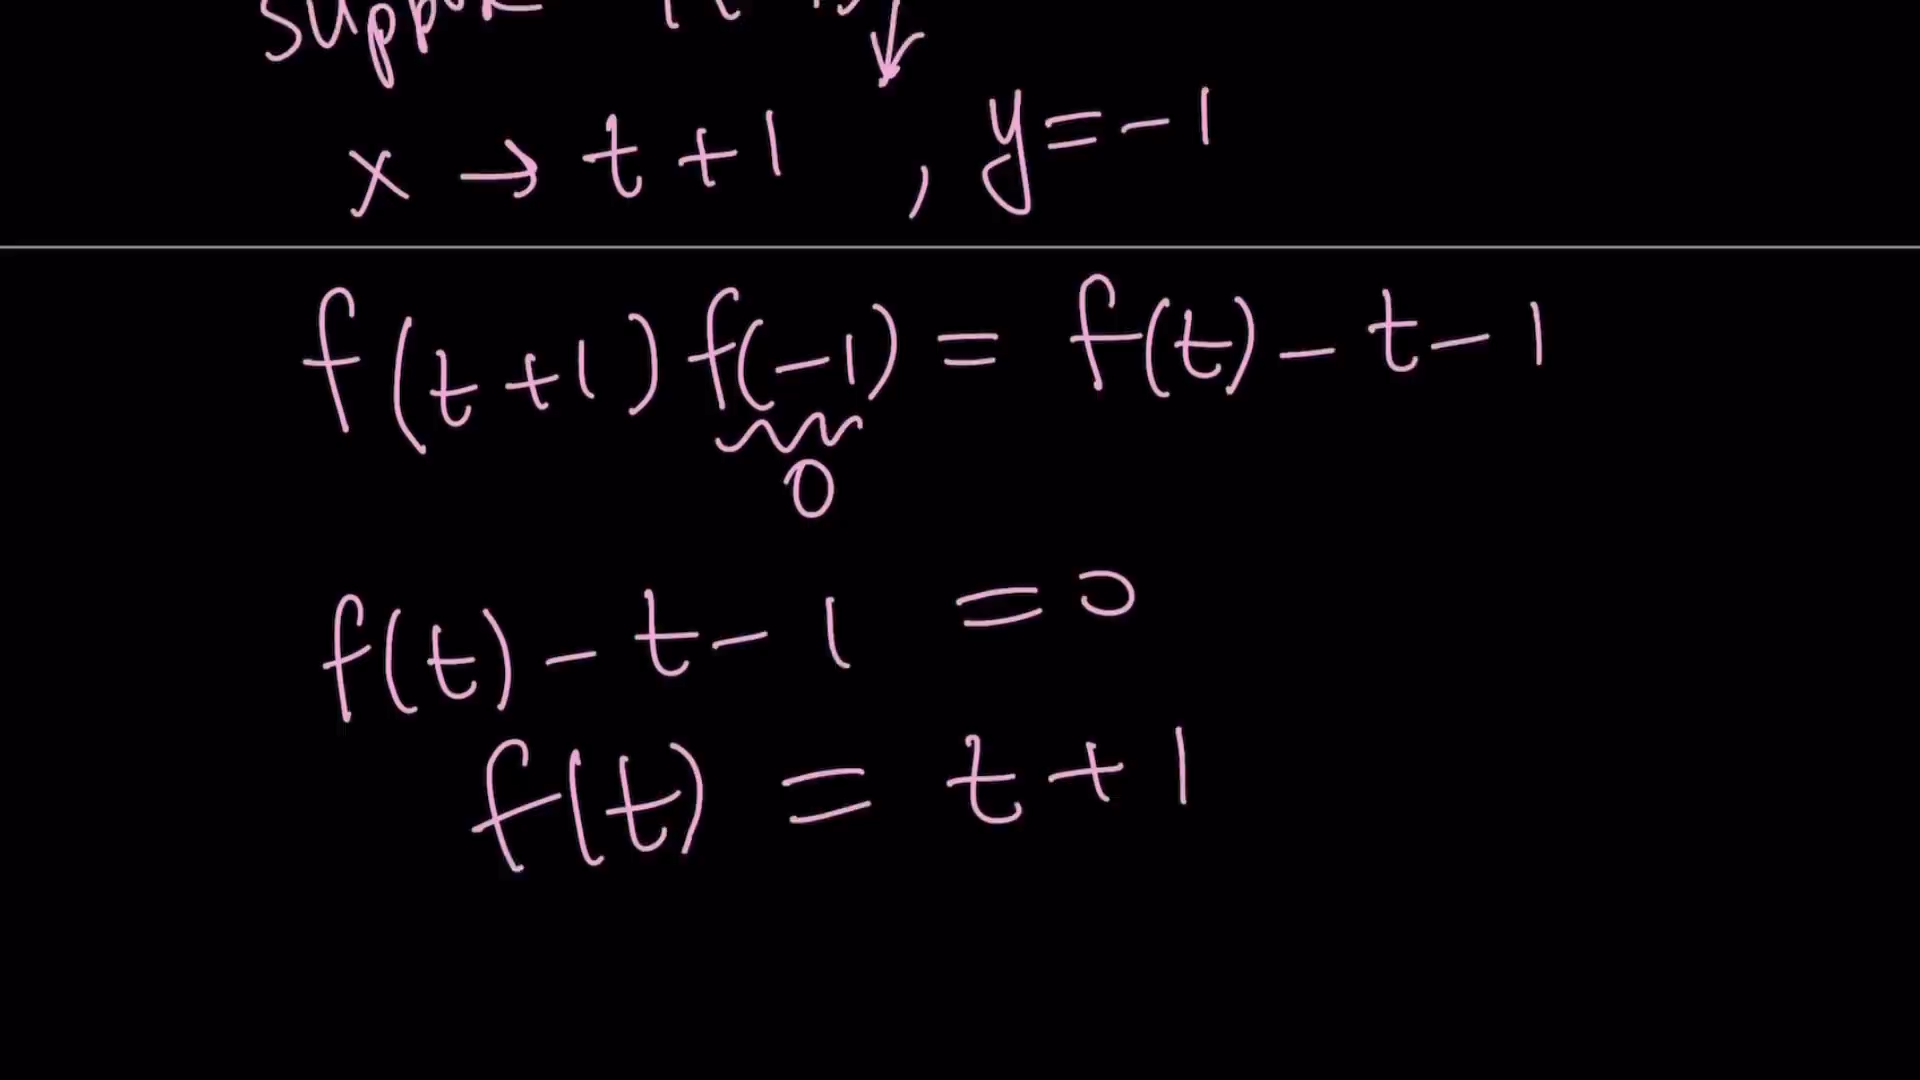 x → t + 1 , y = - 1
f(t + 1) f(-1) = f(t) - t - 1
0
f(t) - t - 1 = 0
f(t) = t + 1